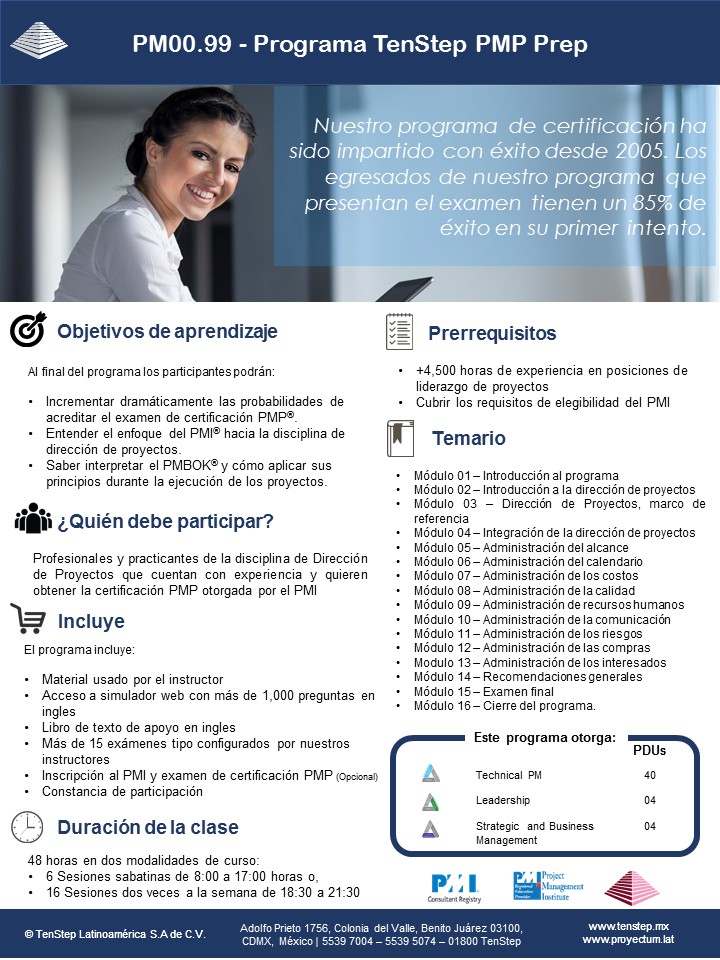 PM00.99 - Programa TenStep PMP Prep
Nuestro programa de certificación ha
sido impartido con éxito desde 2005. Los
egresados de nuestro programa que
presentan el examen tienen un 85% de
éxito en su primer intento.
Objetivos de aprendizaje
Al final del programa los participantes podrán:
• Incrementar dramáticamente las probabilidades de
acreditar el examen de certificación PMP®.
• Entender el enfoque del PMI® hacia la disciplina de
dirección de proyectos.
• Saber interpretar el PMBOK® y cómo aplicar sus
principios durante la ejecución de los proyectos.
¿Quién debe participar?
Profesionales y practicantes de la disciplina de Dirección
de Proyectos que cuentan con experiencia y quieren
obtener la certificación PMP otorgada por el PMI
Incluye
El programa incluye:
• Material usado por el instructor
• Acceso a simulador web con más de 1,000 preguntas en
ingles
• Libro de texto de apoyo en ingles
• Más de 15 exámenes tipo configurados por nuestros
instructores
• Inscripción al PMI y examen de certificación PMP (Opcional)
• Constancia de participación
Duración de la clase
48 horas en dos modalidades de curso:
• 6 Sesiones sabatinas de 8:00 a 17:00 horas o,
• 16 Sesiones dos veces a la semana de 18:30 a 21:30
Prerrequisitos
• +4,500 horas de experiencia en posiciones de
liderazgo de proyectos
• Cubrir los requisitos de elegibilidad del PMI
Temario
• Módulo 01 – Introducción al programa
• Módulo 02 – Introducción a la dirección de proyectos
• Módulo 03 – Dirección de Proyectos, marco de
referencia
• Módulo 04 – Integración de la dirección de proyectos
• Módulo 05 – Administración del alcance
• Módulo 06 – Administración del calendario
• Módulo 07 – Administración de los costos
• Módulo 08 – Administración de la calidad
• Módulo 09 – Administración de recursos humanos
• Módulo 10 – Administración de la comunicación
• Módulo 11 – Administración de los riesgos
• Módulo 12 – Administración de las compras
• Modulo 13 – Administración de los interesados
• Módulo 14 – Recomendaciones generales
• Módulo 15 – Examen final
• Módulo 16 – Cierre del programa.
Este programa otorga:
PDUs
Technical PM 40
Leadership 04
Strategic and Business 04
Management
PMI
Consultant Registry
PMI
Registered Education Provider
Project
Management
Institute
© TenStep Latinoamérica S.A de C.V.
Adolfo Prieto 1756, Colonia del Valle, Benito Juárez 03100,
CDMX, México | 5539 7004 – 5539 5074 – 01800 TenStep
www.tenstep.mx
www.proyectum.lat